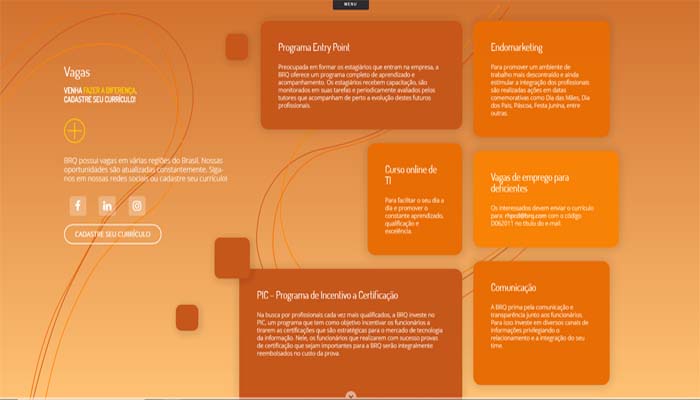 MENU
Vagas
VENHA FAZER A DIFERENÇA,
CADASTRE SEU CURRÍCULO!
BRQ possui vagas em várias regiões do Brasil. Nossas
oportunidades são atualizadas constantemente. Siga-
nos em nossas redes sociais ou cadastre seu currículo!
CADASTRE SEU CURRÍCULO
Programa Entry Point
Preocupada em formar os estagiários que entram na empresa, a
BRQ oferece um programa completo de aprendizado e
acompanhamento. Os estagiários recebem capacitação, são
monitorados em suas tarefas e periodicamente avaliados pelos
tutores que acompanham de perto a evolução destes futuros
profissionais.
Endomarketing
Para promover um ambiente de
trabalho mais descontraído e ainda
estimular a integração dos profissionais
são realizadas ações em datas
comemorativas como Dia das Mães, Dia
dos Pais, Páscoa, Festa Junina, entre
outras.
Curso online de
TI
Para facilitar o seu dia a
dia e promover o
constante aprendizado,
qualificação e
excelência.
Vagas de emprego para
deficientes
Os interessados devem enviar o currículo
para: rhpcd@brq.com com o código
D062011 no título do e-mail.
PIC - Programa de Incentivo a Certificação
Na busca por profissionais cada vez mais qualificados, a BRQ investe no
PIC, um programa que tem como objetivo incentivar os funcionários a
tirarem as certificações que são estratégicas para o mercado de tecnologia
da informação. Nele, os funcionários que realizarem com sucesso provas
de certificação que sejam importantes para a BRQ serão integralmente
reembolsados no custo da prova.
Comunicação
A BRQ prima pela comunicação e
transparência junto aos funcionários.
Para isso investe em diversos canais de
informações privilegiando o
relacionamento e a integração do seu
time.